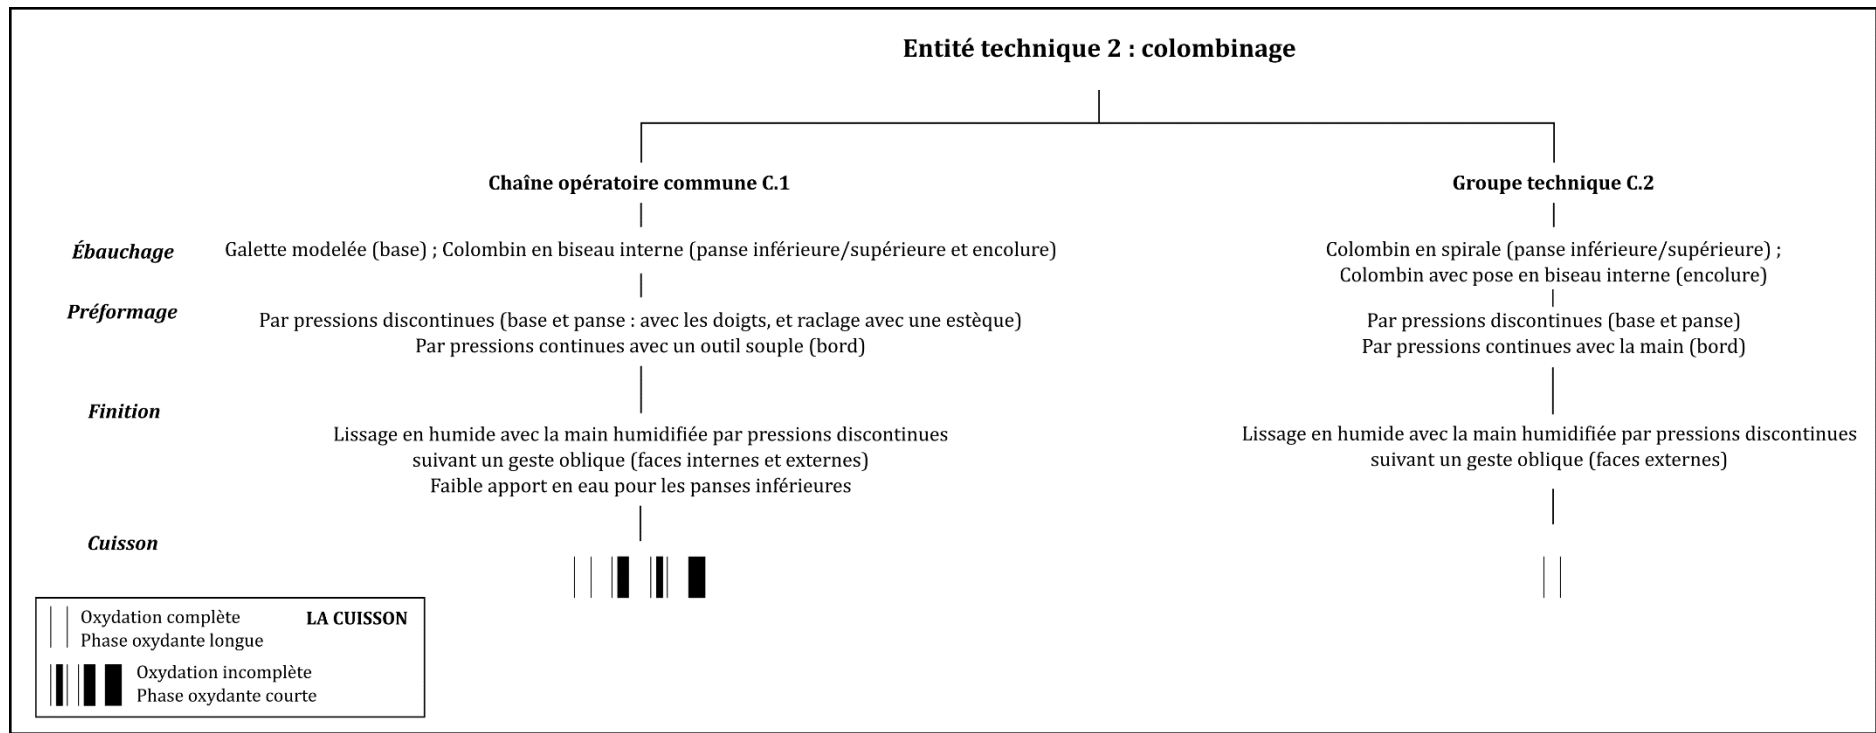 Entité technique 2 : colombinage
Chaîne opératoire commune C.1
Groupe technique C.2
Ébauchage
Galette modelée (base) ; Colombin en biseau interne (panse inférieure/supérieure et encolure)
Colombin en spirale (panse inférieure/supérieure) ;
Colombin avec pose en biseau interne (encolure)
Préformage
Par pressions discontinues (base et panse : avec les doigts, et raclage avec une estèque)
Par pressions continues avec un outil souple (bord)
Par pressions discontinues (base et panse)
Par pressions continues avec la main (bord)
Finition
Lissage en humide avec la main humidifiée par pressions discontinues
suivant un geste oblique (faces internes et externes)
Faible apport en eau pour les panses inférieures
Lissage en humide avec la main humidifiée par pressions discontinues
suivant un geste oblique (faces externes)
Cuisson
LA CUISSON
Oxydation complète
Phase oxydante longue
Oxydation incomplète
Phase oxydante courte